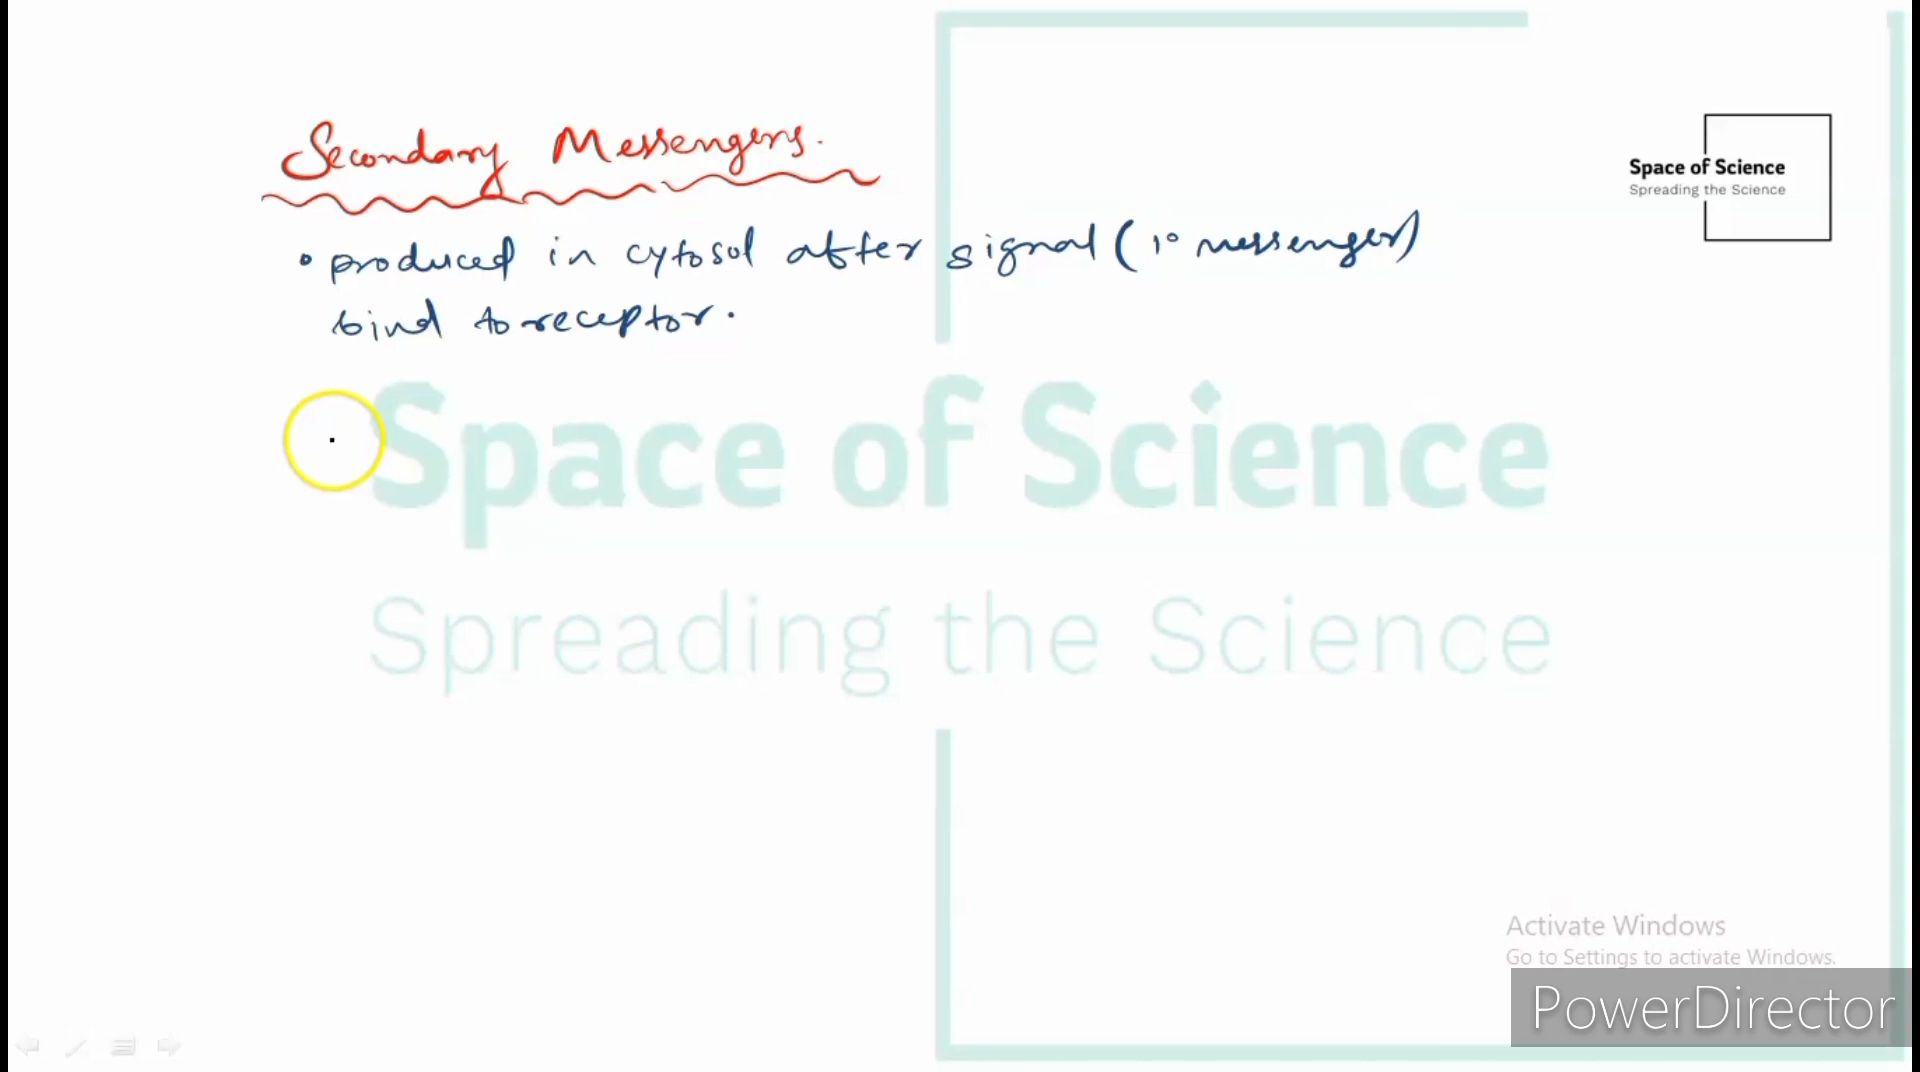 Secondary Messengers.
• produced in cytosol after signal (1° messenger)
bind to receptor.
Space of Science
Spreading the Science
Space of Science
Spreading the Science
Activate Windows
Go to Settings to activate Windows.
PowerDirector